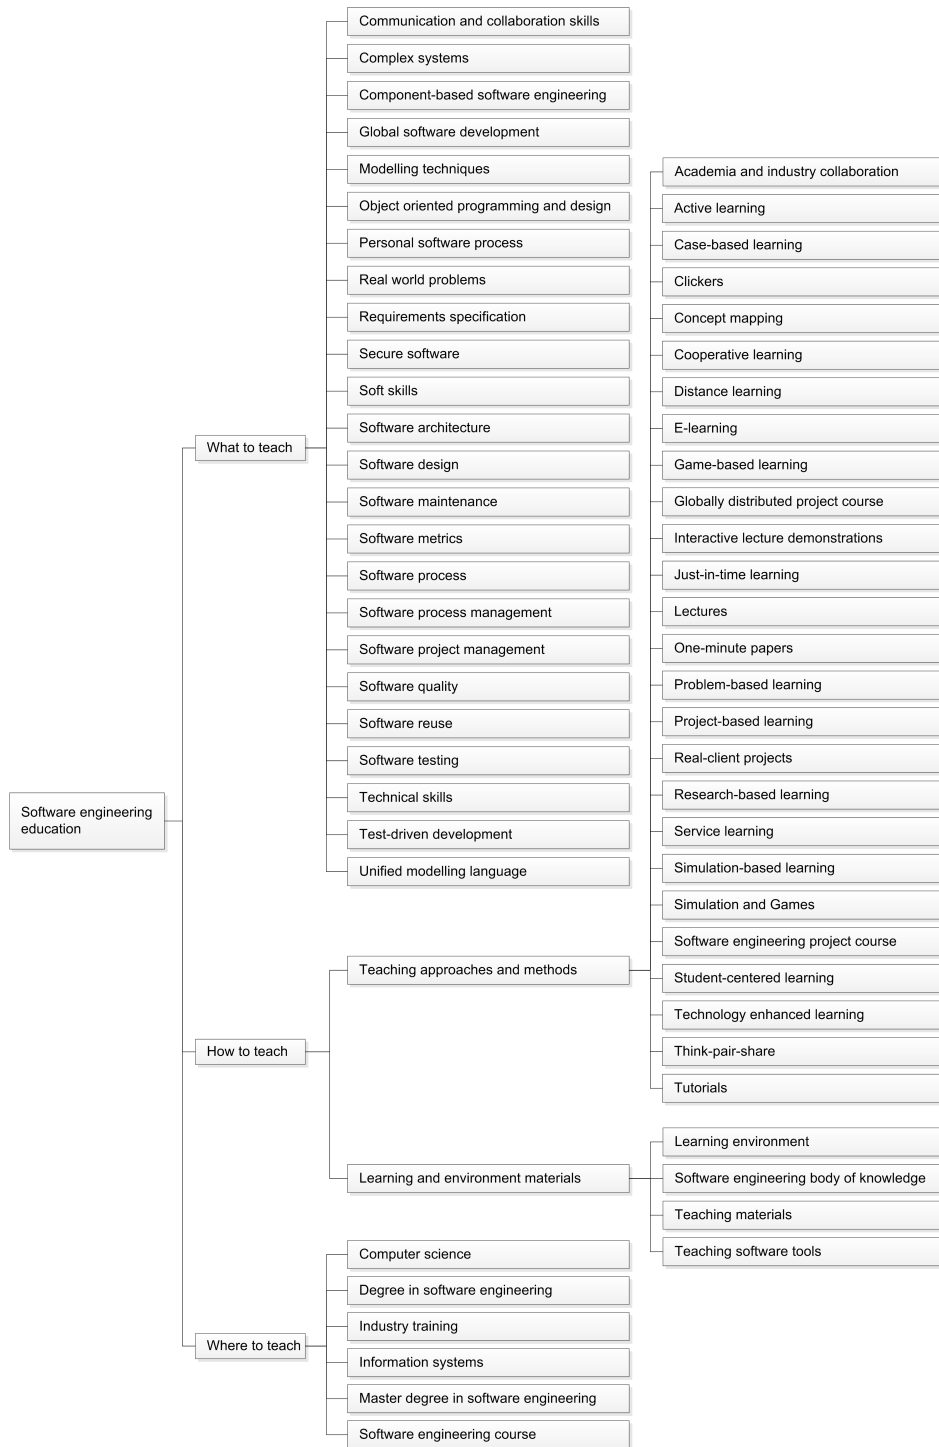 Software engineering
education
What to teach
Communication and collaboration skills
Complex systems
Component-based software engineering
Global software development
Modelling techniques
Object oriented programming and design
Personal software process
Real world problems
Requirements specification
Secure software
Soft skills
Software architecture
Software design
Software maintenance
Software metrics
Software process
Software process management
Software project management
Software quality
Software reuse
Software testing
Technical skills
Test-driven development
Unified modelling language
How to teach
Teaching approaches and methods
Academia and industry collaboration
Active learning
Case-based learning
Clickers
Concept mapping
Cooperative learning
Distance learning
E-learning
Game-based learning
Globally distributed project course
Interactive lecture demonstrations
Just-in-time learning
Lectures
One-minute papers
Problem-based learning
Project-based learning
Real-client projects
Research-based learning
Service learning
Simulation-based learning
Simulation and Games
Software engineering project course
Student-centered learning
Technology enhanced learning
Think-pair-share
Tutorials
Learning and environment materials
Learning environment
Software engineering body of knowledge
Teaching materials
Teaching software tools
Where to teach
Computer science
Degree in software engineering
Industry training
Information systems
Master degree in software engineering
Software engineering course